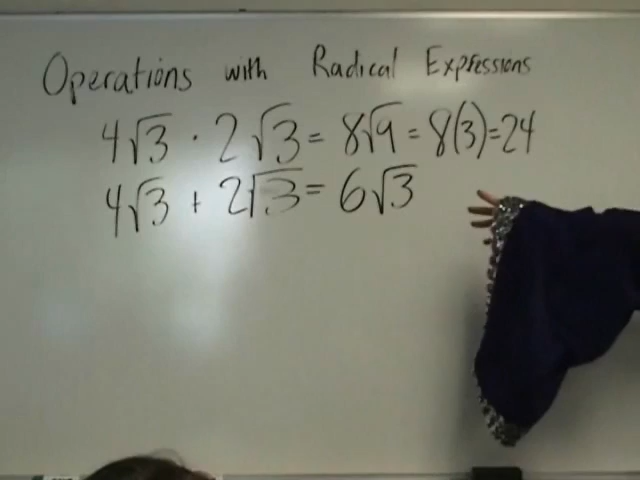 Operations with Radical Expressions
4√3 · 2√3 = 8√9 = 8(3) = 24
4√3 + 2√3 = 6√3